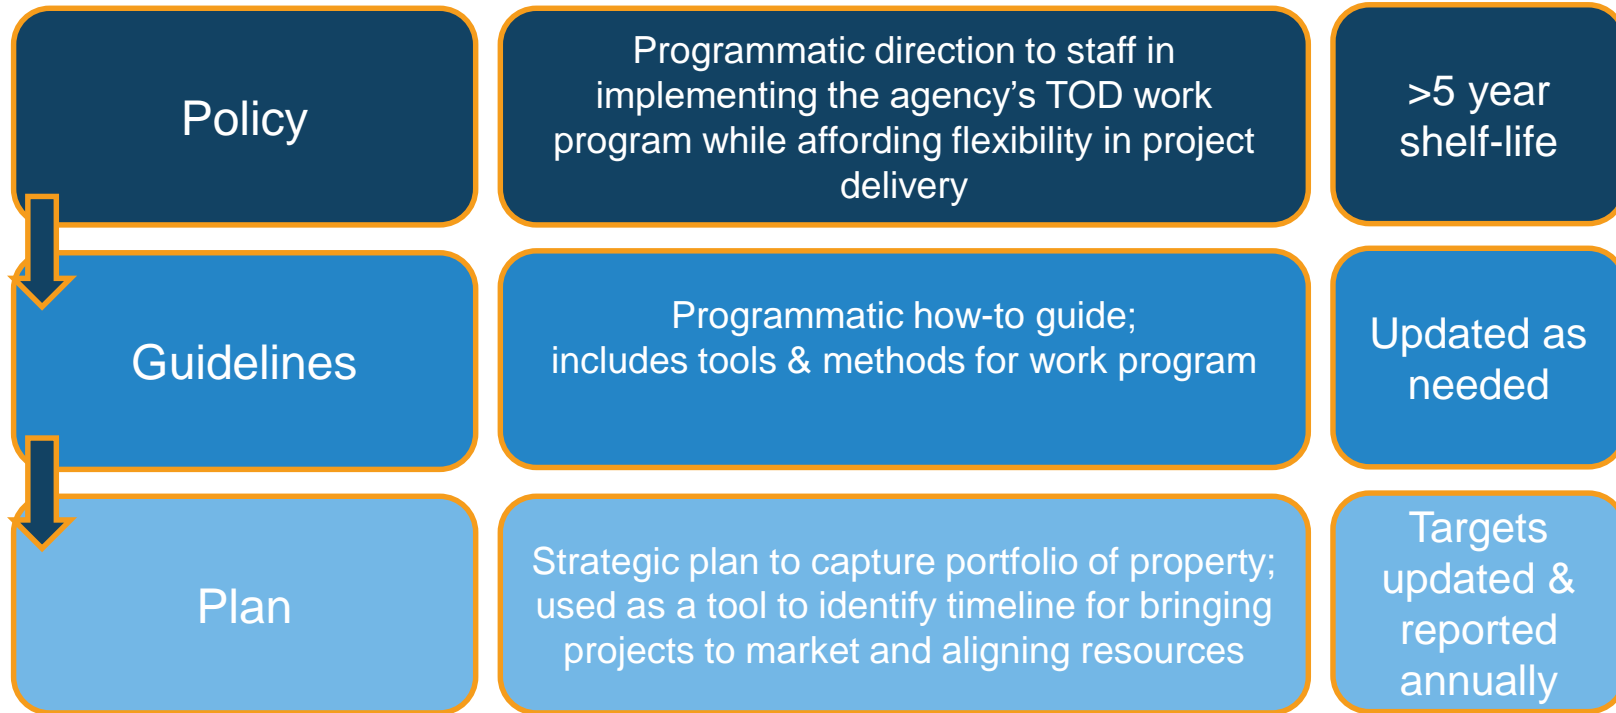 Policy
Programmatic direction to staff in
implementing the agency’s TOD work
program while affording flexibility in project
delivery
>5 year
shelf-life
Guidelines
Programmatic how-to guide;
includes tools & methods for work program
Updated as
needed
Plan
Strategic plan to capture portfolio of property;
used as a tool to identify timeline for bringing
projects to market and aligning resources
Targets
updated &
reported
annually